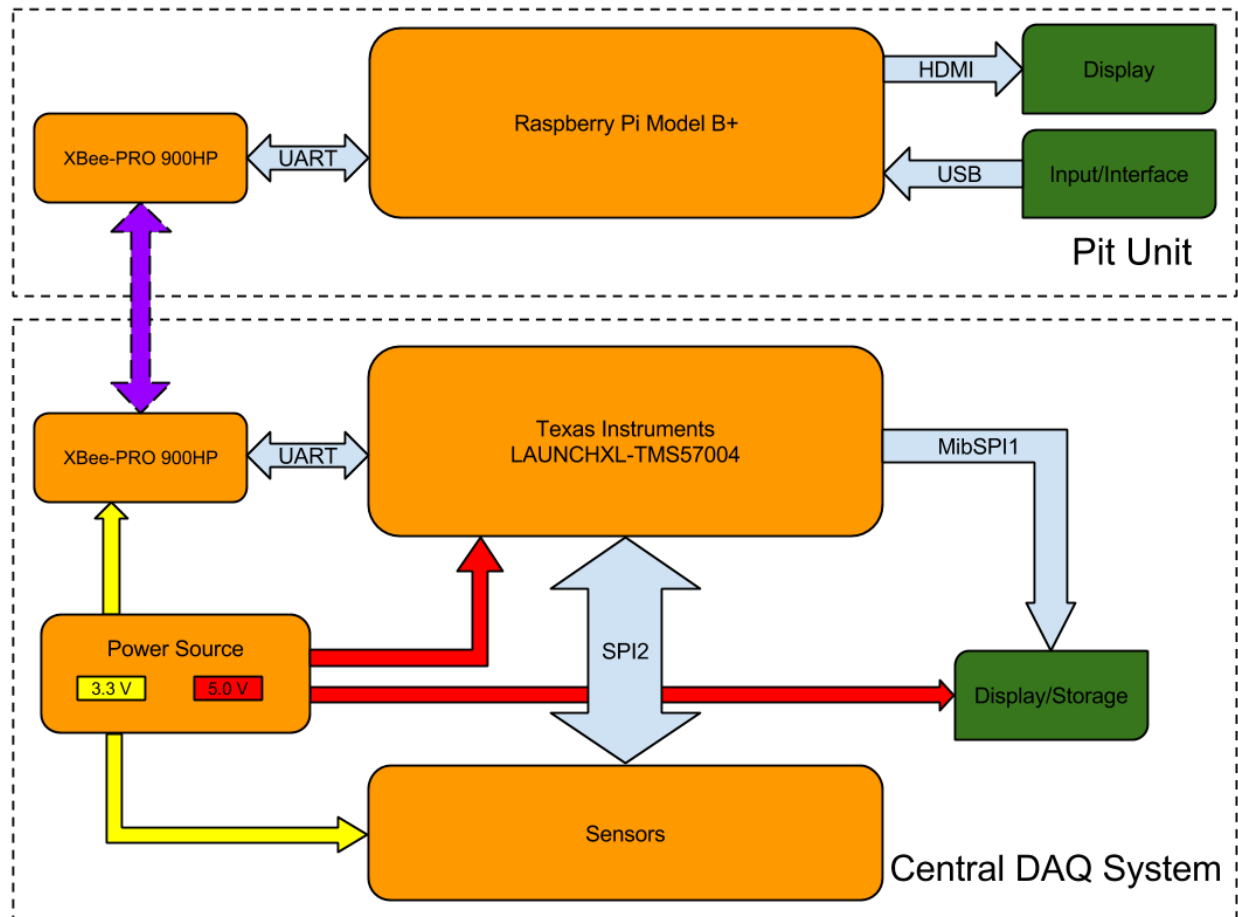 HDMI
Display
Raspberry Pi Model B+
XBee-PRO 900HP
UART
USB
Input/Interface
Pit Unit
Texas Instruments
LAUNCHXL-TMS57004
MibSPI1
XBee-PRO 900HP
UART
Power Source
3.3 V
5.0 V
SPI2
Display/Storage
Sensors
Central DAQ System